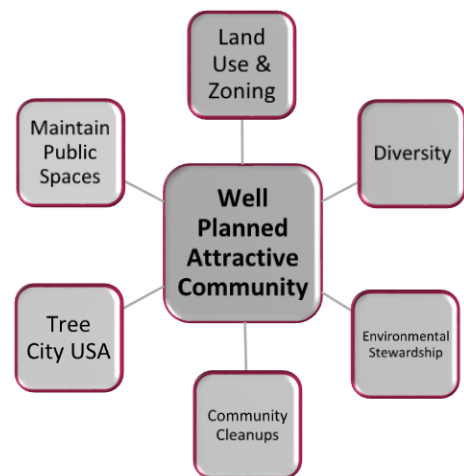 Land
Use &
Zoning
Maintain
Public
Spaces
Diversity
Well
Planned
Attractive
Community
Tree
City USA
Environmental
Stewardship
Community
Cleanups